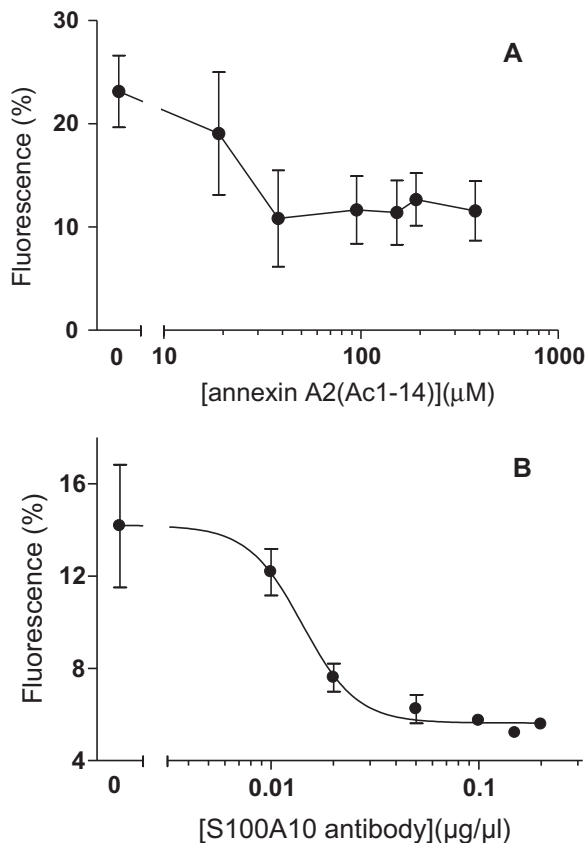 30
A
20
Fluorescence (%)
10
0
0 10 100 1000
[annexin A2(Ac1-14)](μM)
B
16
12
Fluorescence (%)
8
4
0 0.01 0.1
[S100A10 antibody](μg/μl)